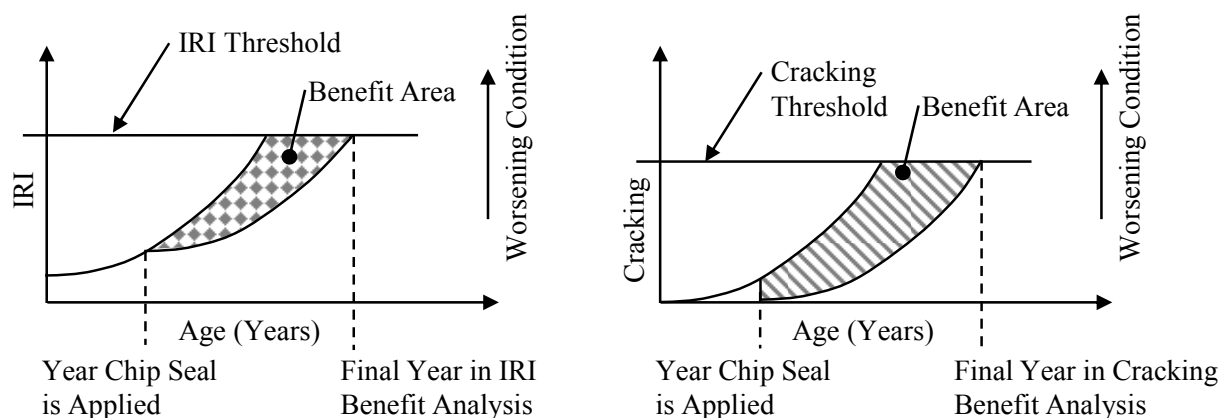 IRI Threshold
Benefit Area
IRI
Worsening Condition
Age (Years)
Year Chip Seal
is Applied
Final Year in IRI
Benefit Analysis
Cracking
Threshold
Benefit Area
Cracking
Worsening Condition
Age (Years)
Year Chip Seal
is Applied
Final Year in Cracking
Benefit Analysis